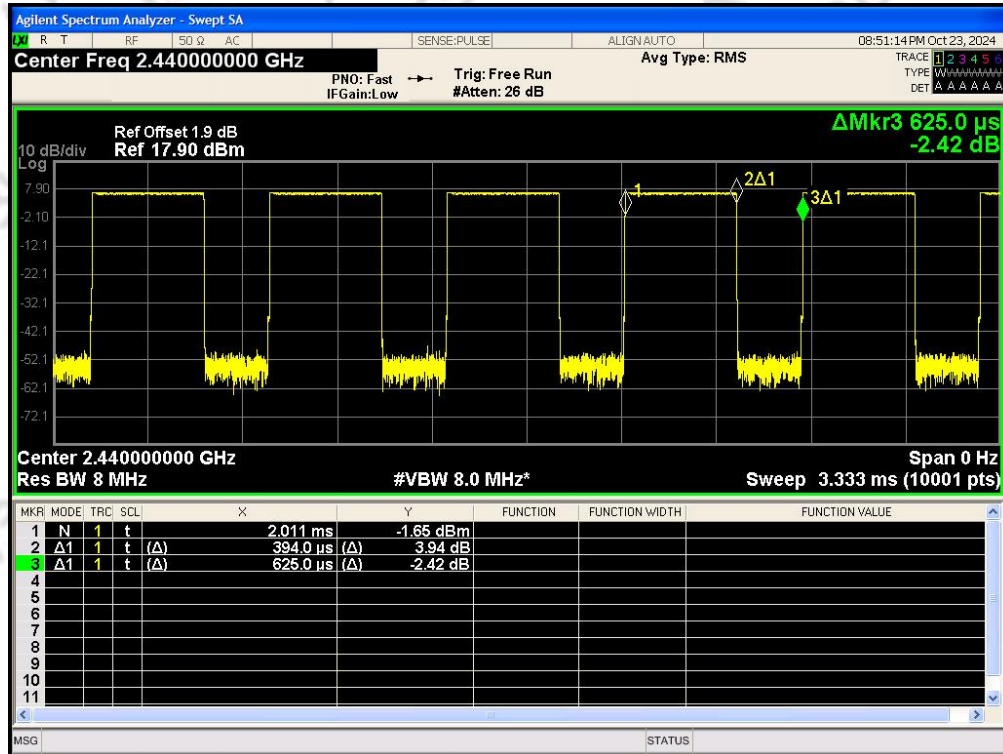 Agilent Spectrum Analyzer - Swept SA
LXI R T RF 50 Ω AC SENSE:PULSE ALIGN AUTO 08:51:14 PM Oct 23, 2024
Center Freq 2.440000000 GHz Avg Type: RMS TRACE 1 2 3 4 5 6
PNO: Fast Trig: Free Run TYPE W
IFGain:Low #Atten: 26 dB DET A A A A A A
ΔMkr3 625.0 µs
-2.42 dB
Ref Offset 1.9 dB
10 dB/div Ref 17.90 dBm
Log
7.90
-2.10
-12.1
-22.1
-32.1
-42.1
-52.1
-62.1
-72.1
1 2Δ1 3Δ1
Center 2.440000000 GHz Span 0 Hz
Res BW 8 MHz #VBW 8.0 MHz* Sweep 3.333 ms (10001 pts)
MKR MODE TRC SCL X Y FUNCTION FUNCTION WIDTH FUNCTION VALUE
1 N 1 t 2.011 ms -1.65 dBm
2 Δ1 1 t (Δ) 394.0 µs (Δ) 3.94 dB
3 Δ1 1 t (Δ) 625.0 µs (Δ) -2.42 dB
4
5
6
7
8
9
10
11
MSG STATUS